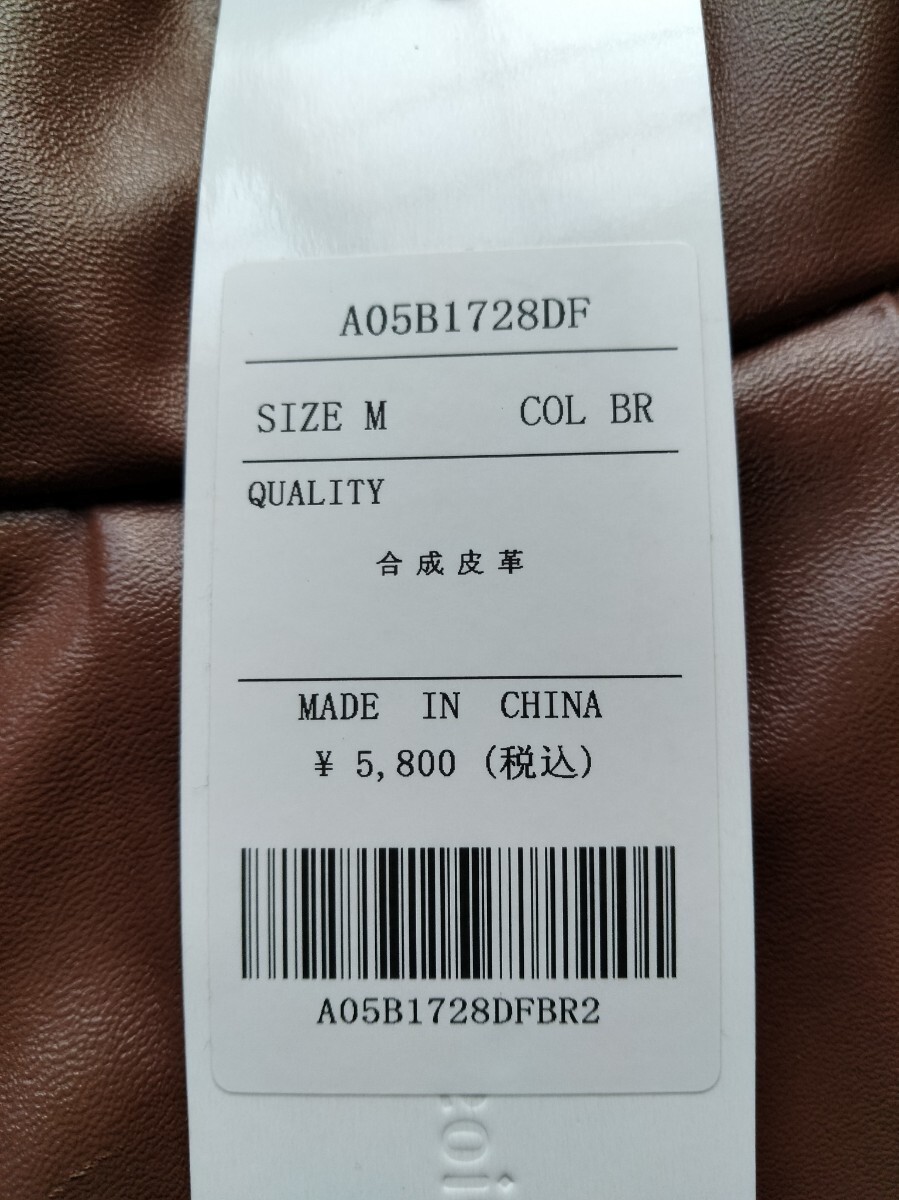 A05B1728DF
SIZE M COL BR
QUALITY
合成皮革
MADE IN CHINA
¥ 5,800 (税込)
A05B1728DFBR2